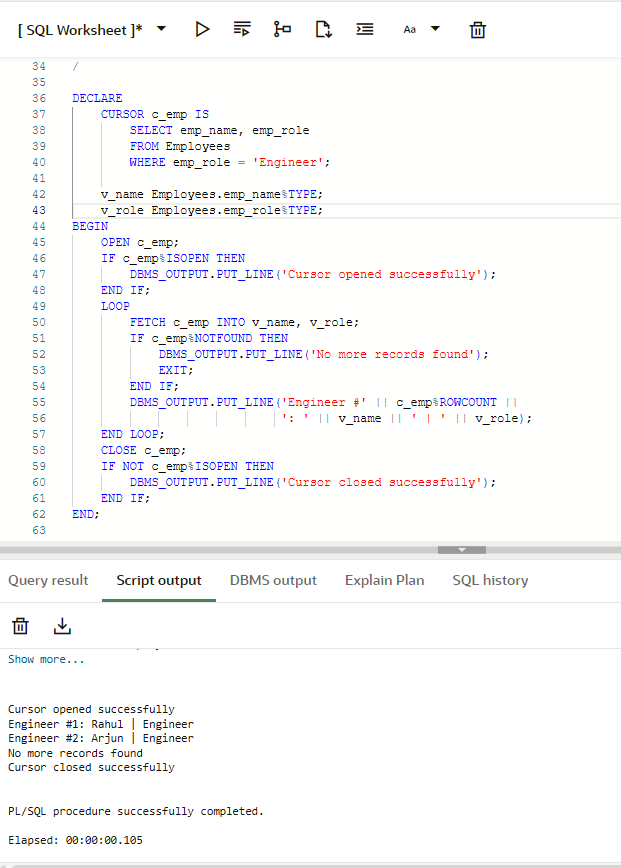 [ SQL Worksheet ]*
Aa
34 /
35
36 DECLARE
37     CURSOR c_emp IS
38         SELECT emp_name, emp_role
39         FROM Employees
40         WHERE emp_role = 'Engineer';
41
42     v_name Employees.emp_name%TYPE;
43     v_role Employees.emp_role%TYPE;
44 BEGIN
45     OPEN c_emp;
46     IF c_emp%ISOPEN THEN
47         DBMS_OUTPUT.PUT_LINE('Cursor opened successfully');
48     END IF;
49     LOOP
50         FETCH c_emp INTO v_name, v_role;
51         IF c_emp%NOTFOUND THEN
52             DBMS_OUTPUT.PUT_LINE('No more records found');
53             EXIT;
54         END IF;
55         DBMS_OUTPUT.PUT_LINE('Engineer #' || c_emp%ROWCOUNT ||
56                              ': ' || v_name || ' | ' || v_role);
57     END LOOP;
58     CLOSE c_emp;
59     IF NOT c_emp%ISOPEN THEN
60         DBMS_OUTPUT.PUT_LINE('Cursor closed successfully');
61     END IF;
62 END;
63
Query result Script output DBMS output Explain Plan SQL history
Show more...
Cursor opened successfully
Engineer #1: Rahul | Engineer
Engineer #2: Arjun | Engineer
No more records found
Cursor closed successfully
PL/SQL procedure successfully completed.
Elapsed: 00:00:00.105